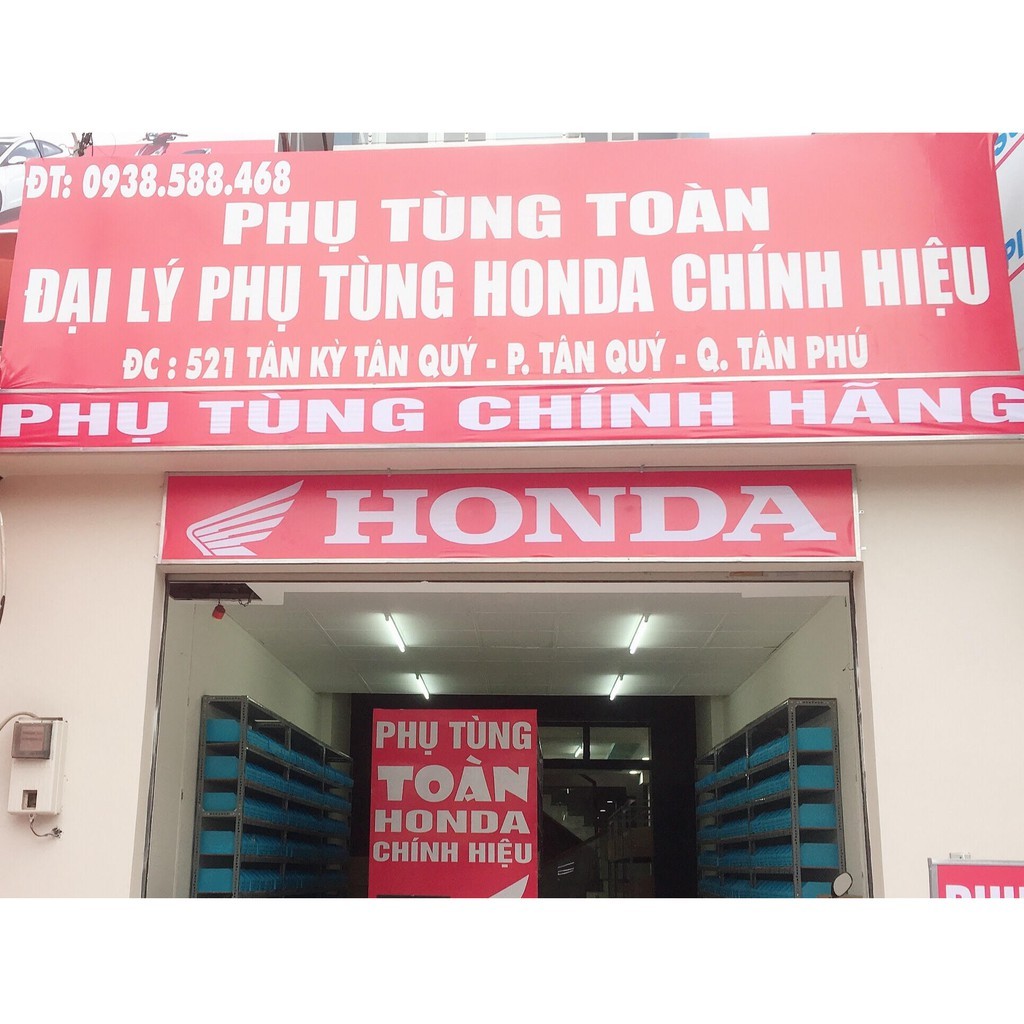 ĐT: 0938.588.468
PHỤ TÙNG TOÀN
ĐẠI LÝ PHỤ TÙNG HONDA CHÍNH HIỆU
ĐC : 521 TÂN KỲ TÂN QUÝ - P. TÂN QUÝ - Q. TÂN PHÚ
PHỤ TÙNG CHÍNH HÃNG
HONDA
PHỤ TÙNG
TOÀN
HONDA
CHÍNH HIỆU